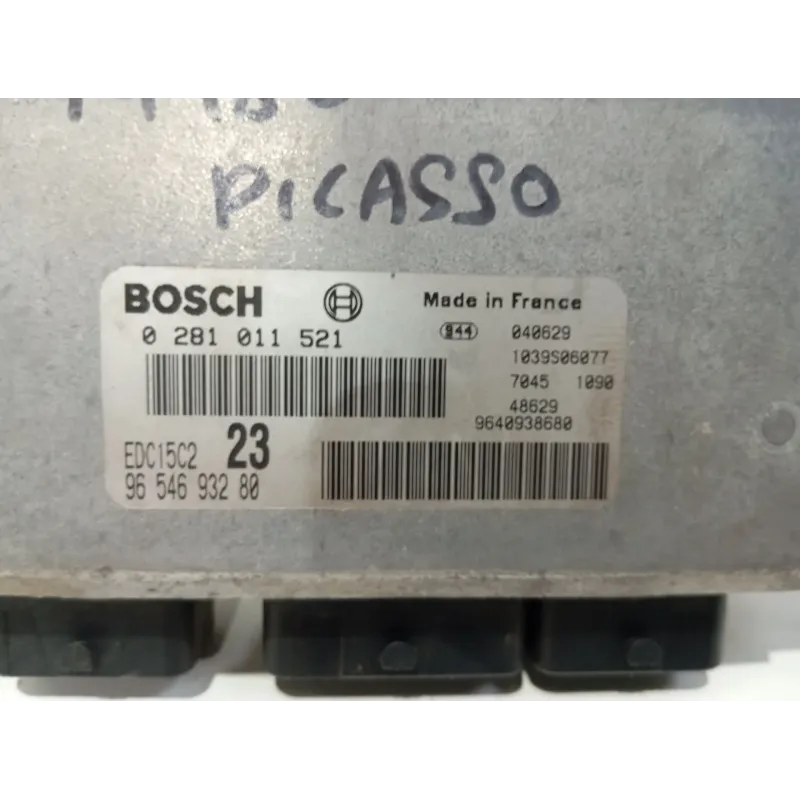 PICASSO
BOSCH
Made in France
0 281 011 521
944
040629
1039S06077
7045 1090
48629
9640938680
EDC15C2 23
96 546 932 80